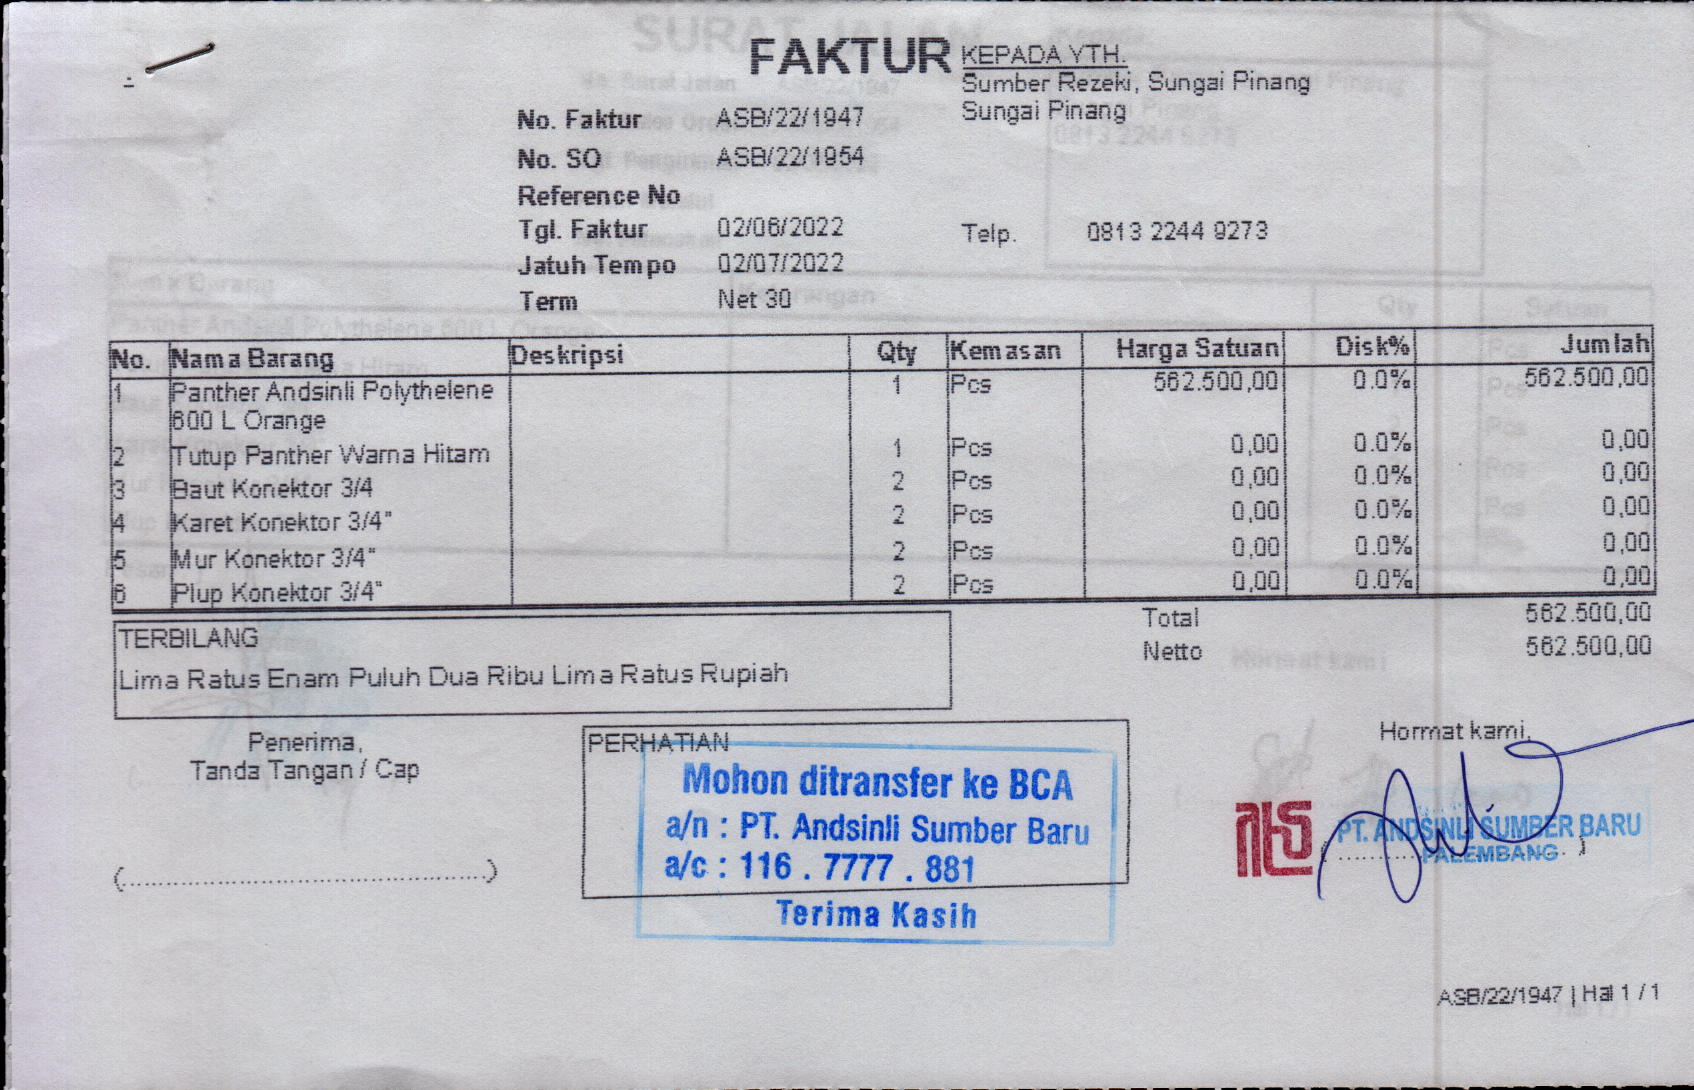 FAKTUR
KEPADA YTH.
Sumber Rezeki, Sungai Pinang
Sungai Pinang
No. Faktur ASB/22/1947
No. SO ASB/22/1954
Reference No
Tgl. Faktur 02/06/2022
Telp. 0813 2244 9273
Jatuh Tempo 02/07/2022
Term Net 30
No. Nama Barang Deskripsi Qty Kemasan Harga Satuan Disk% Jumlah
1 Panther Andsinli Polythelene 1 Pcs 562.500,00 0.0% 562.500,00
600 L Orange
2 Tutup Panther Warna Hitam 1 Pcs 0,00 0.0% 0,00
3 Baut Konektor 3/4 2 Pcs 0,00 0.0% 0,00
4 Karet Konektor 3/4" 2 Pcs 0,00 0.0% 0,00
5 Mur Konektor 3/4" 2 Pcs 0,00 0.0% 0,00
6 Plup Konektor 3/4" 2 Pcs 0,00 0.0% 0,00
Total 562.500,00
Netto 562.500,00
TERBILANG
Lima Ratus Enam Puluh Dua Ribu Lima Ratus Rupiah
Penerima,
Tanda Tangan / Cap
(..................................................)
PERHATIAN
Mohon ditransfer ke BCA
a/n : PT. Andsinli Sumber Baru
a/c : 116 . 7777 . 881
Terima Kasih
Hormat kami,
PT. ANDSINLI SUMBER BARU
PALEMBANG
ASB/22/1947 | Hal 1 / 1